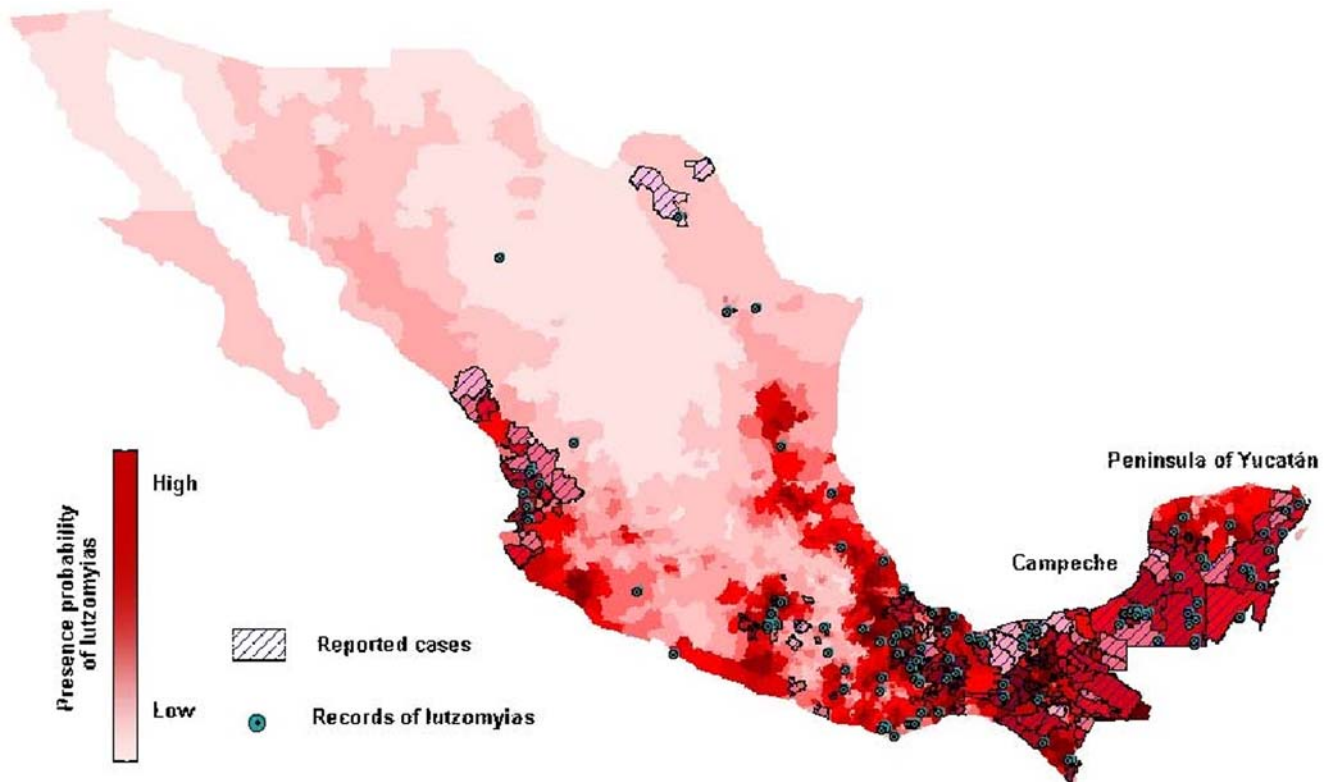 Peninsula of Yucatán
Campeche
High
Low
Presence probability
of lutzomyias
Reported cases
Records of lutzomyias